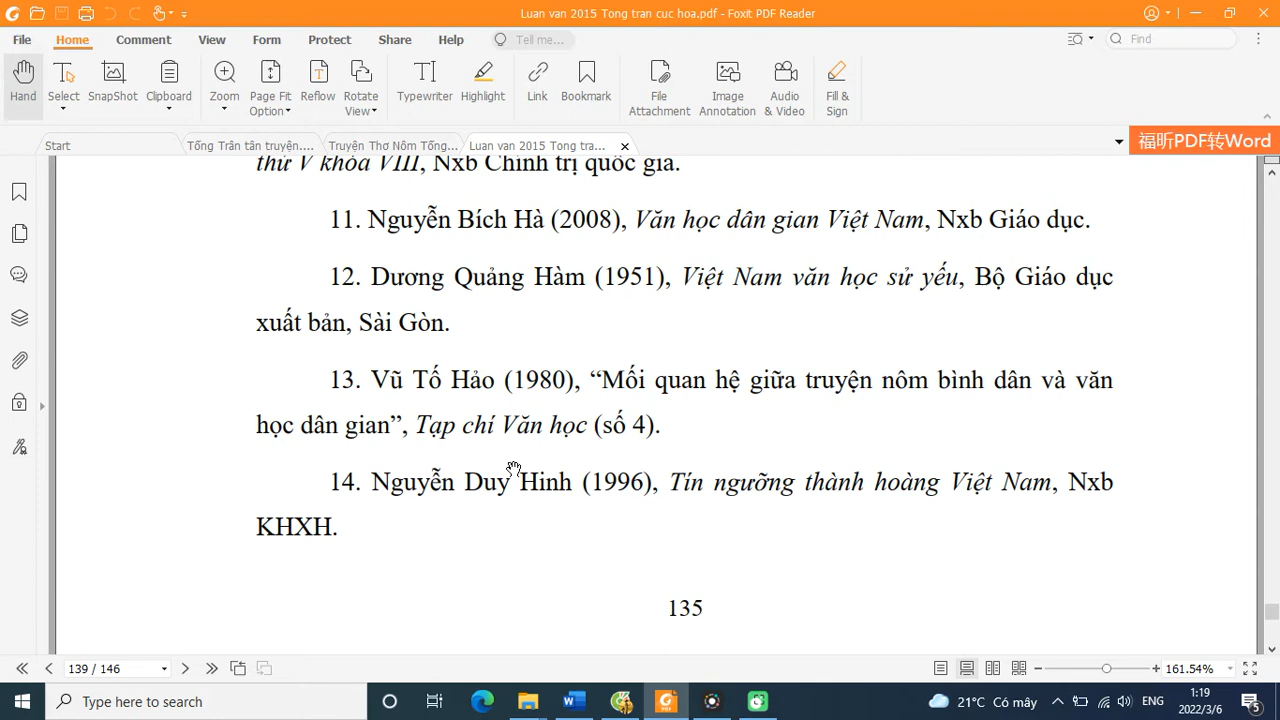 Luan van 2015 Tong tran cuc hoa.pdf - Foxit PDF Reader
File Home Comment View Form Protect Share Help Tell me... Find
Hand Select SnapShot Clipboard Zoom Page Fit Option Reflow Rotate View Typewriter Highlight Link Bookmark File Attachment Image Annotation Audio & Video Fill & Sign
Start Tống Trân tân truyện.... Truyện Thơ Nôm Tống... Luan van 2015 Tong tra... 福昕PDF转Word
thứ V khóa VIII, Nxb Chính trị quốc gia.
11. Nguyễn Bích Hà (2008), Văn học dân gian Việt Nam, Nxb Giáo dục.
12. Dương Quảng Hàm (1951), Việt Nam văn học sử yếu, Bộ Giáo dục
xuất bản, Sài Gòn.
13. Vũ Tố Hảo (1980), “Mối quan hệ giữa truyện nôm bình dân và văn
học dân gian”, Tạp chí Văn học (số 4).
14. Nguyễn Duy Hinh (1996), Tín ngưỡng thành hoàng Việt Nam, Nxb
KHXH.
135
139 / 146 161.54%
Type here to search 21°C Có mây ENG 1:19
2022/3/6 5